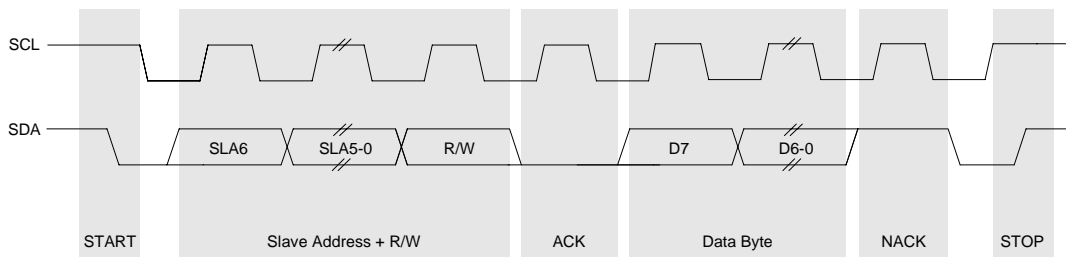 SCL
SDA
SLA6 SLA5-0 R/W D7 D6-0
START Slave Address + R/W ACK Data Byte NACK STOP